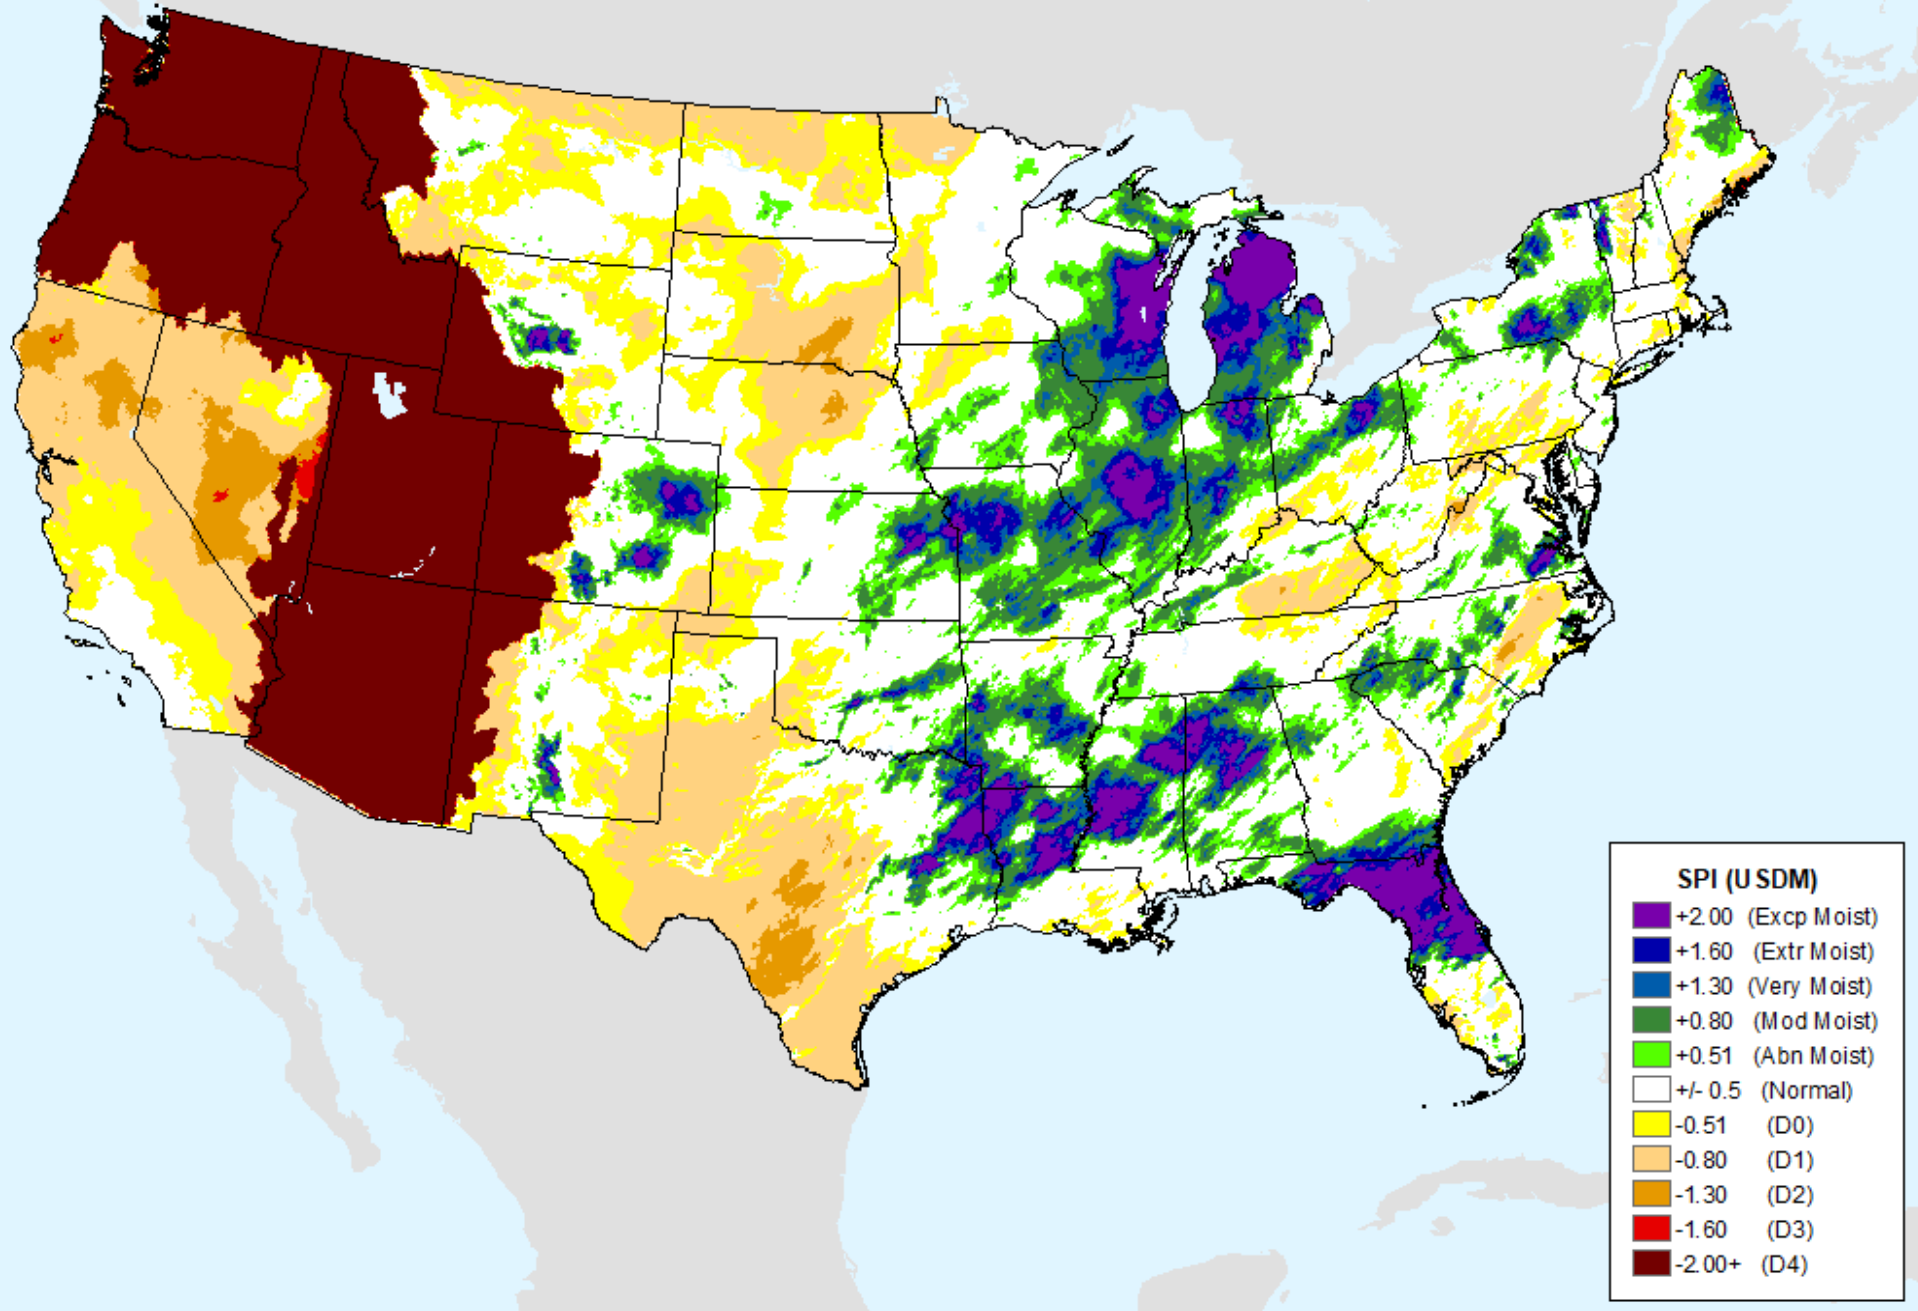 SPI (USDM)
+2.00 (Excp Moist)
+1.60 (Extr Moist)
+1.30 (Very Moist)
+0.80 (Mod Moist)
+0.51 (Abn Moist)
+/- 0.5 (Normal)
-0.51 (D0)
-0.80 (D1)
-1.30 (D2)
-1.60 (D3)
-2.00+ (D4)